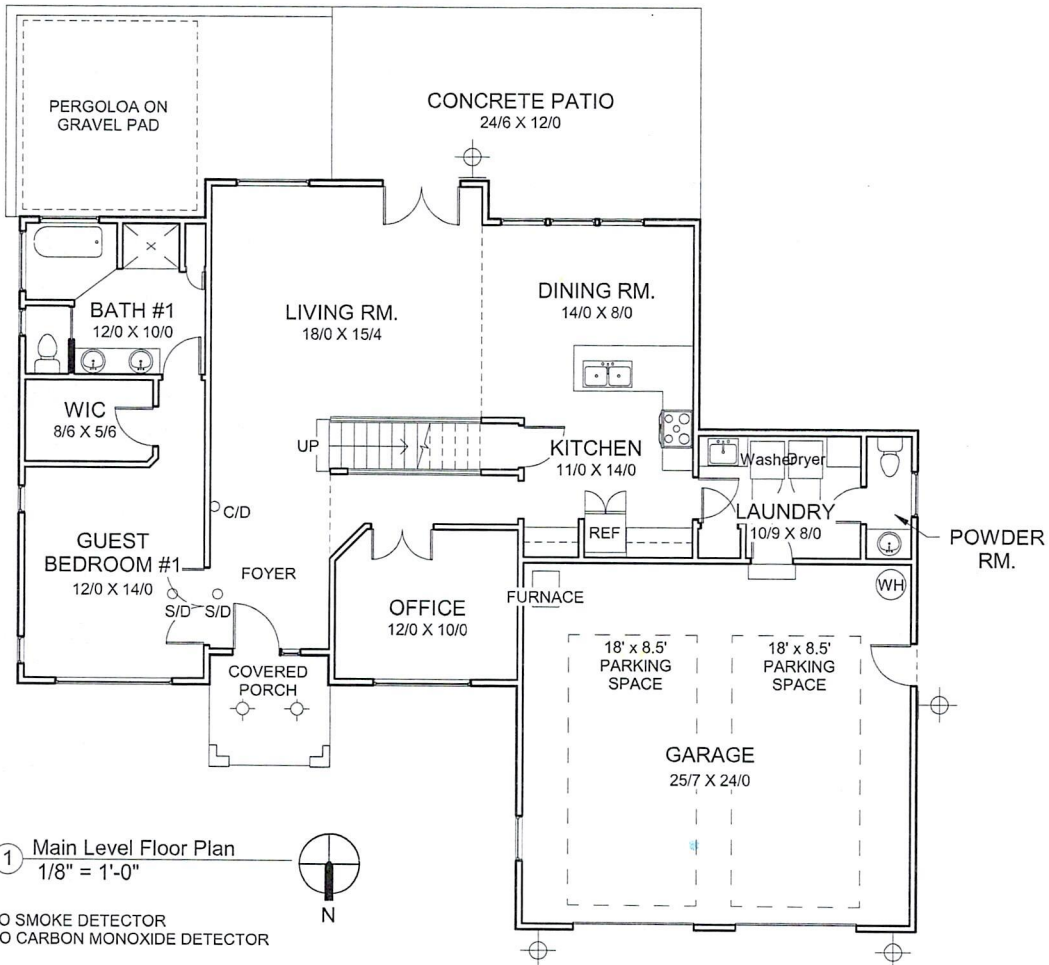 PERGOLOA ON
GRAVEL PAD
CONCRETE PATIO
24/6 X 12/0
LIVING RM.
18/0 X 15/4
DINING RM.
14/0 X 8/0
BATH #1
12/0 X 10/0
WIC
8/6 X 5/6
UP
KITCHEN
11/0 X 14/0
Washer
Dryer
LAUNDRY
10/9 X 8/0
REF
POWDER
RM.
C/D
GUEST
BEDROOM #1
12/0 X 14/0
S/D
S/D
FOYER
OFFICE
12/0 X 10/0
FURNACE
WH
18' x 8.5'
PARKING
SPACE
18' x 8.5'
PARKING
SPACE
COVERED
PORCH
GARAGE
25/7 X 24/0
1
Main Level Floor Plan
1/8" = 1'-0"
N
O SMOKE DETECTOR
O CARBON MONOXIDE DETECTOR